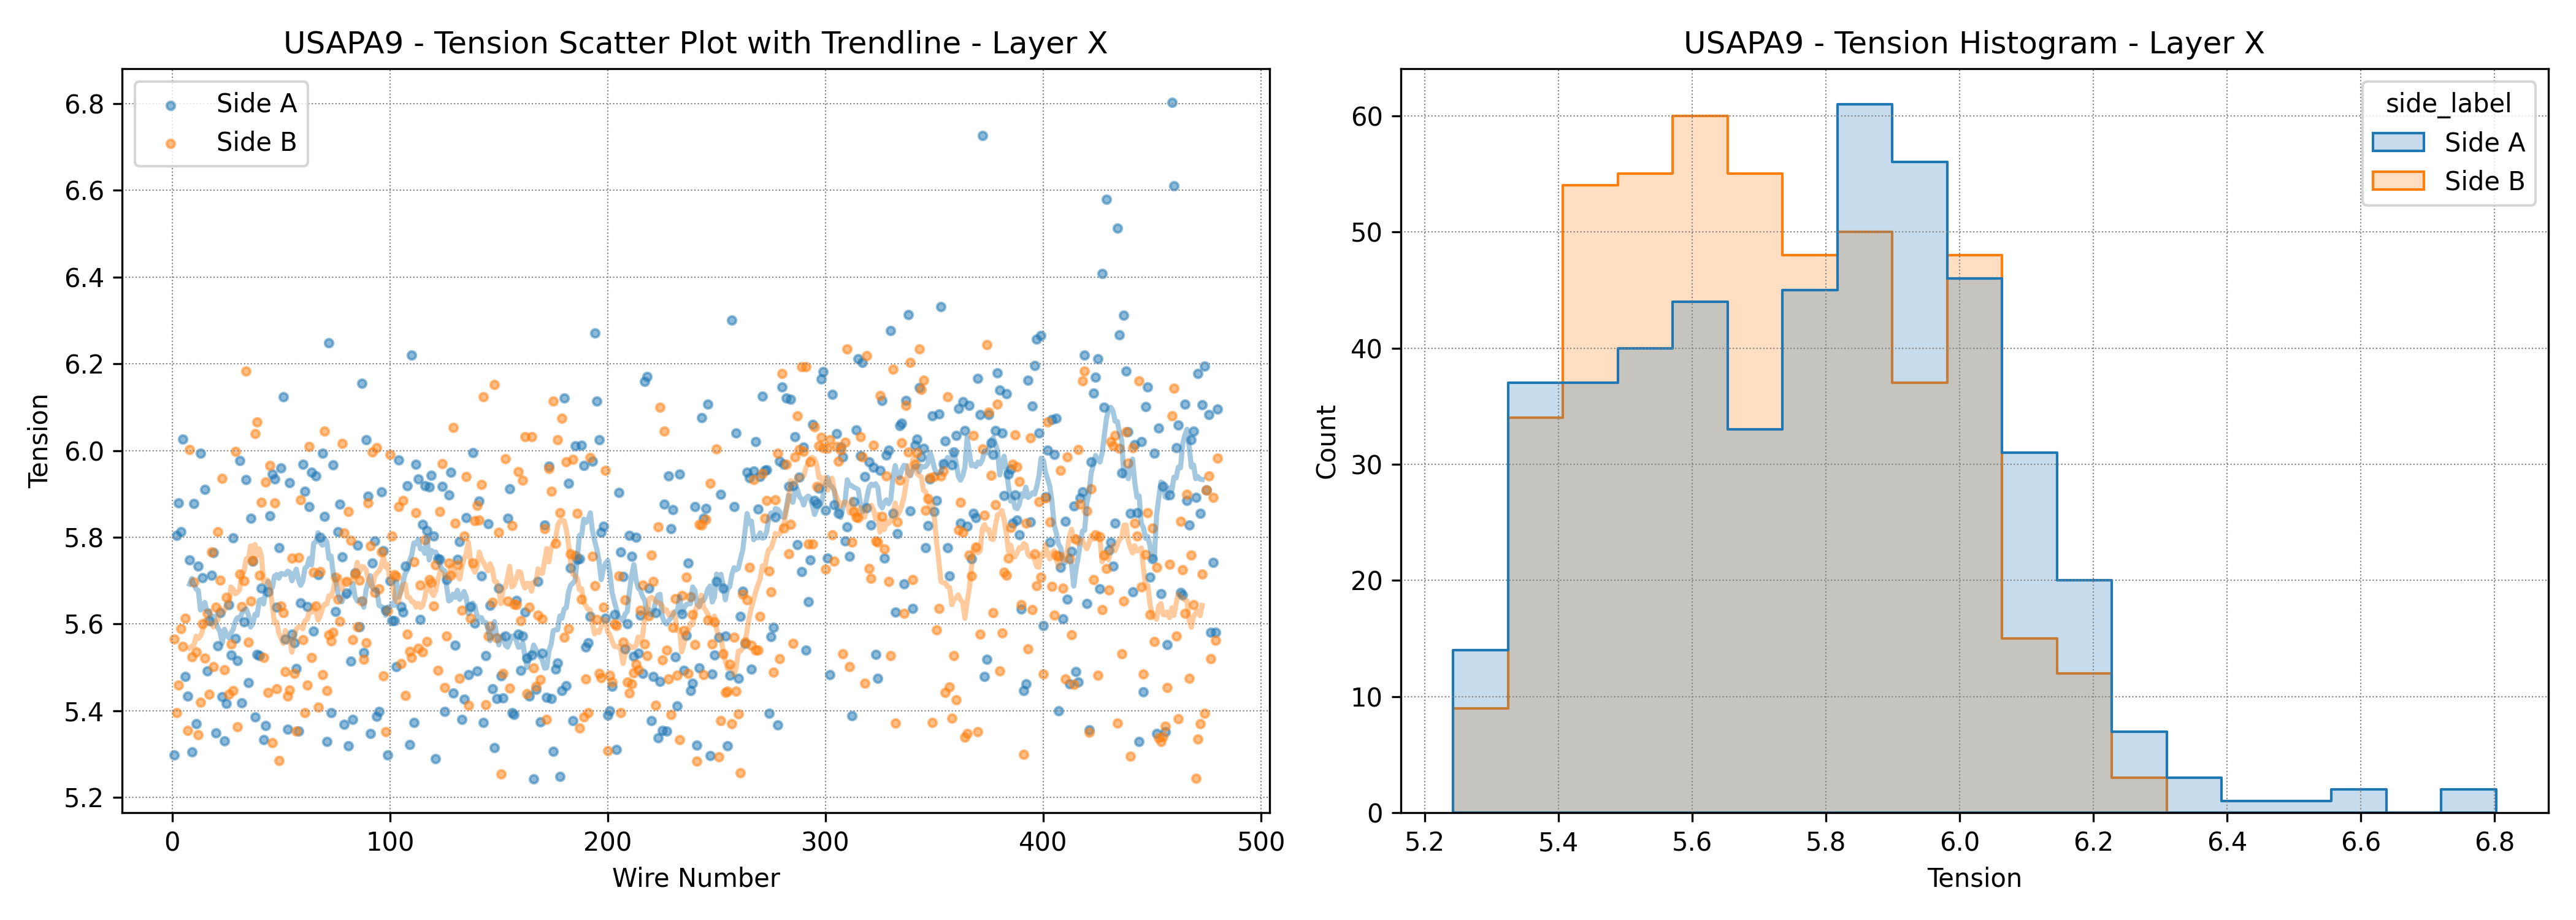 USAPA9 - Tension Scatter Plot with Trendline - Layer X
Side A
Side B
6.8
6.6
6.4
6.2
6.0
5.8
5.6
5.4
5.2
Tension
0 100 200 300 400 500
Wire Number
USAPA9 - Tension Histogram - Layer X
side_label
Side A
Side B
60
50
40
30
20
10
0
Count
5.2 5.4 5.6 5.8 6.0 6.2 6.4 6.6 6.8
Tension